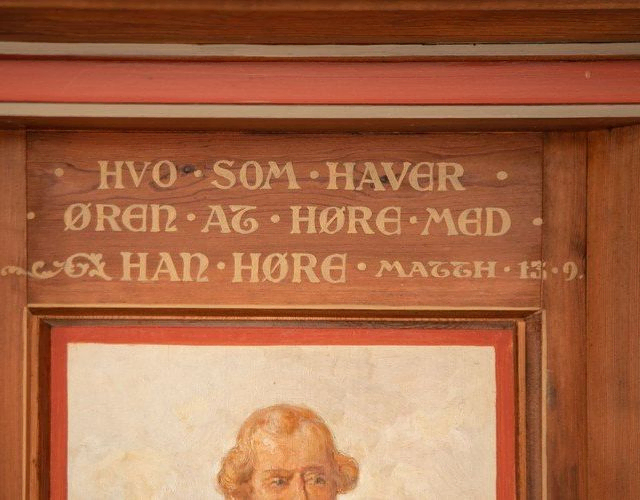 · HVO · SOM · HAVER ·
· ØREN · AT · HØRE · MED ·
HAN · HØRE · MATTH · 13 · 9.